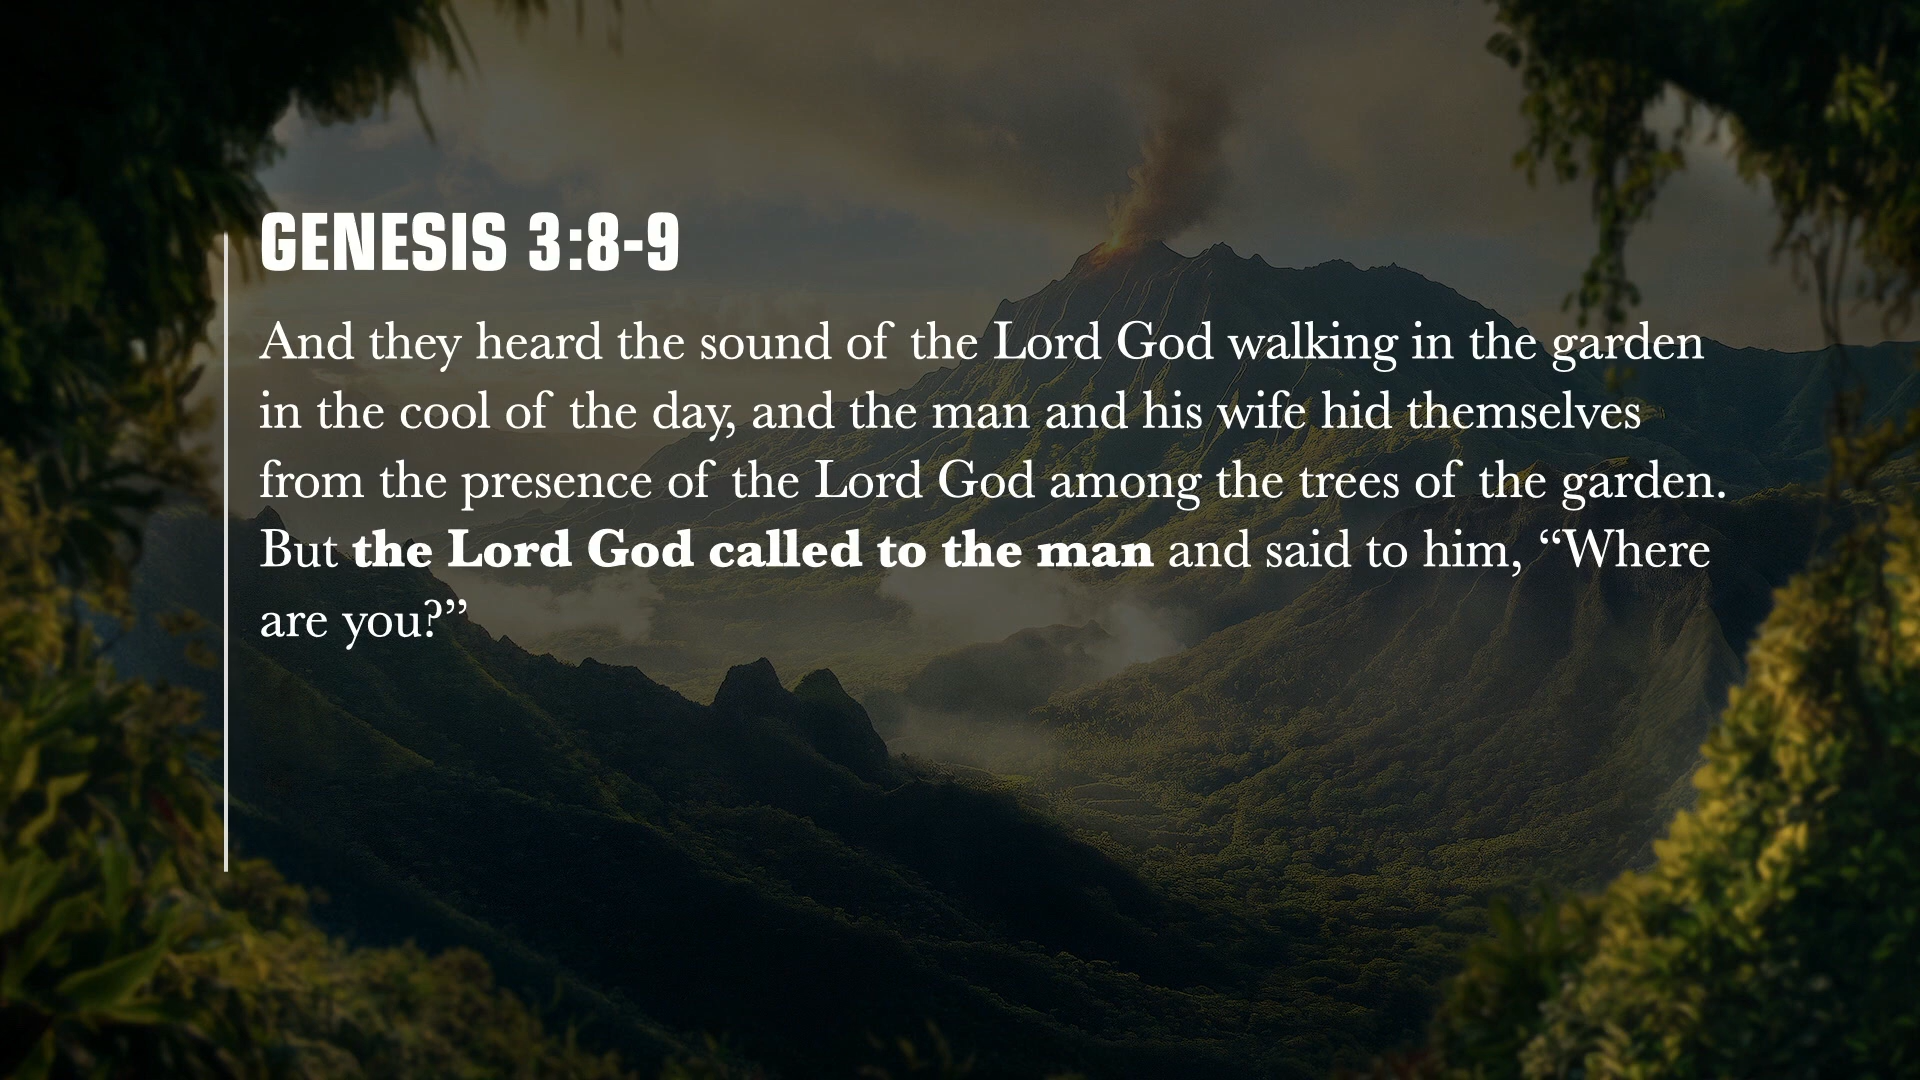 GENESIS 3:8-9
And they heard the sound of the Lord God walking in the garden
in the cool of the day, and the man and his wife hid themselves
from the presence of the Lord God among the trees of the garden.
But the Lord God called to the man and said to him, “Where
are you?”